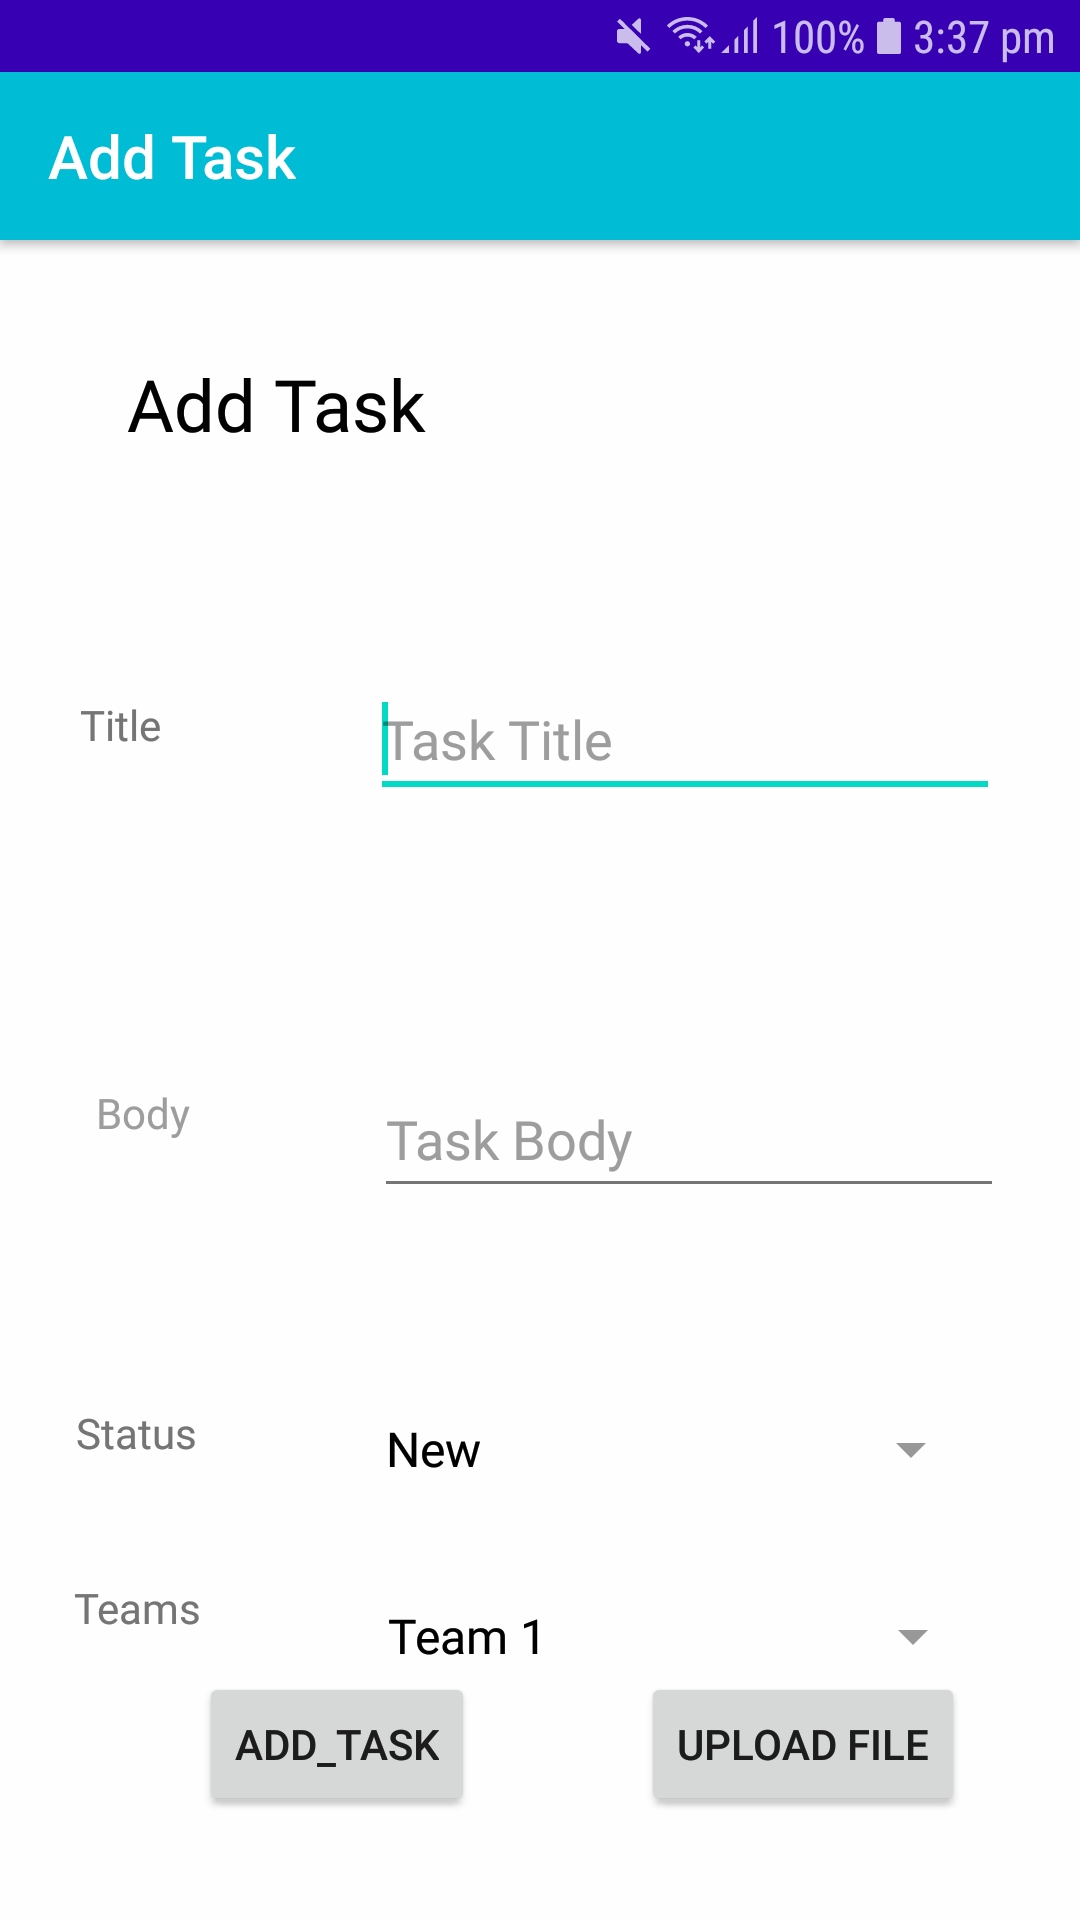 100% 3:37 pm
Add Task
Add Task
Title
Task Title
Body
Task Body
Status
New
Teams
Team 1
ADD_TASK
UPLOAD FILE